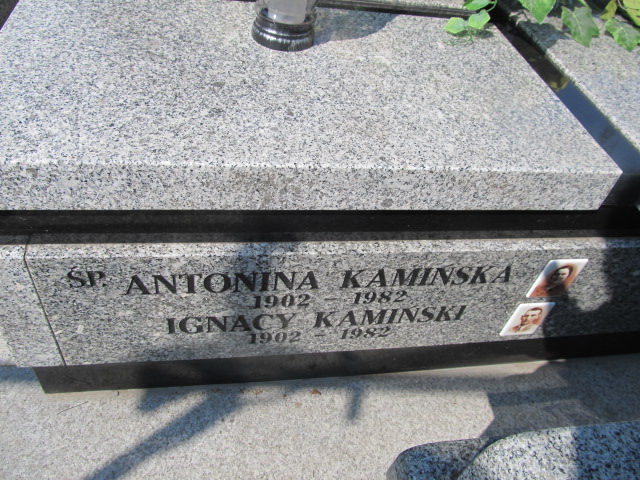 ŚP. ANTONINA KAMIŃSKA
1902 - 1982
IGNACY KAMIŃSKI
1902 - 1982